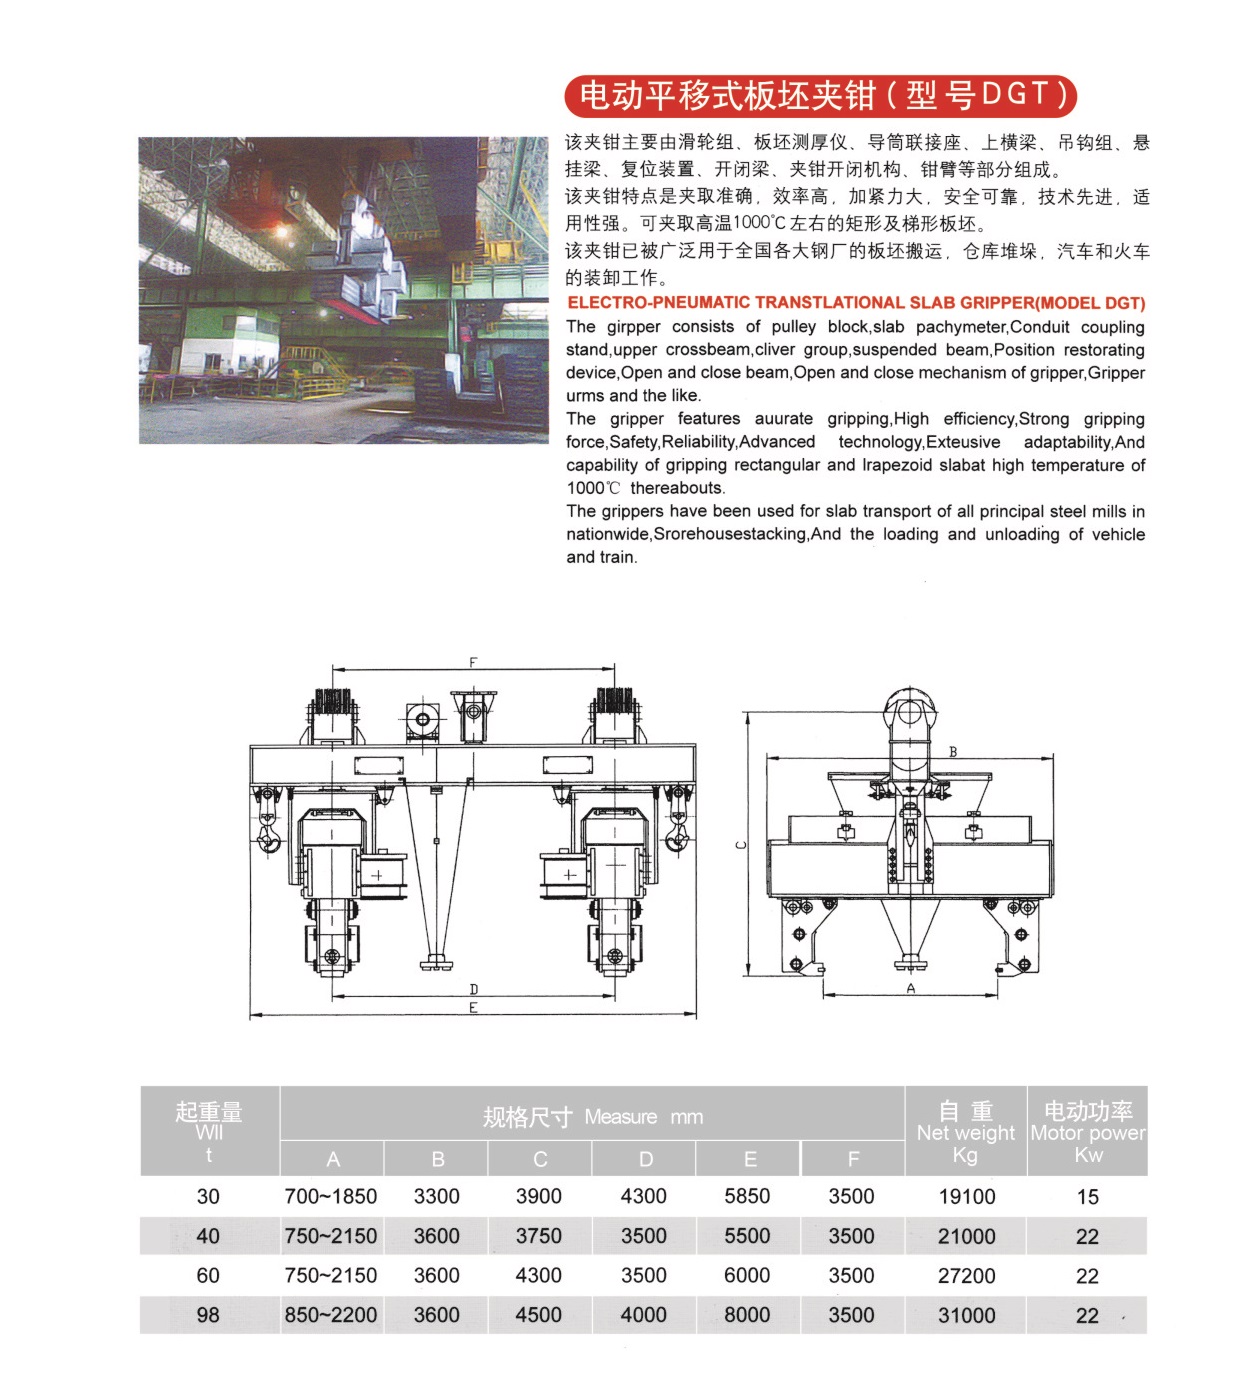 电动平移式板坯夹钳(型号DGT)
该夹钳主要由滑轮组、板坯测厚仪、导筒联接座、上横梁、吊钩组、悬
挂梁、复位装置、开闭梁、夹钳开闭机构、钳臂等部分组成。
该夹钳特点是夹取准确，效率高，加紧力大，安全可靠，技术先进，适
用性强。可夹取高温1000℃左右的矩形及梯形板坯。
该夹钳已被广泛用于全国各大钢厂的板坯搬运，仓库堆垛，汽车和火车
的装卸工作。
ELECTRO-PNEUMATIC TRANSTLATIONAL SLAB GRIPPER(MODEL DGT)
The girpper consists of pulley block,slab pachymeter,Conduit coupling
stand,upper crossbeam,cliver group,suspended beam,Position restorating
device,Open and close beam,Open and close mechanism of gripper,Gripper
urms and the like.
The gripper features auurate gripping,High efficiency,Strong gripping
force,Safety,Reliability,Advanced technology,Exteusive adaptability,And
capability of gripping rectangular and Irapezoid slabat high temperature of
1000℃ thereabouts.
The grippers have been used for slab transport of all principal steel mills in
nationwide,Srorehousestacking,And the loading and unloading of vehicle
and train.
F
B
C
D
E
A
起重量 规格尺寸 Measure mm 自重 电动功率
WII Net weight Motor power
t A B C D E F Kg Kw
30 700~1850 3300 3900 4300 5850 3500 19100 15
40 750~2150 3600 3750 3500 5500 3500 21000 22
60 750~2150 3600 4300 3500 6000 3500 27200 22
98 850~2200 3600 4500 4000 8000 3500 31000 22